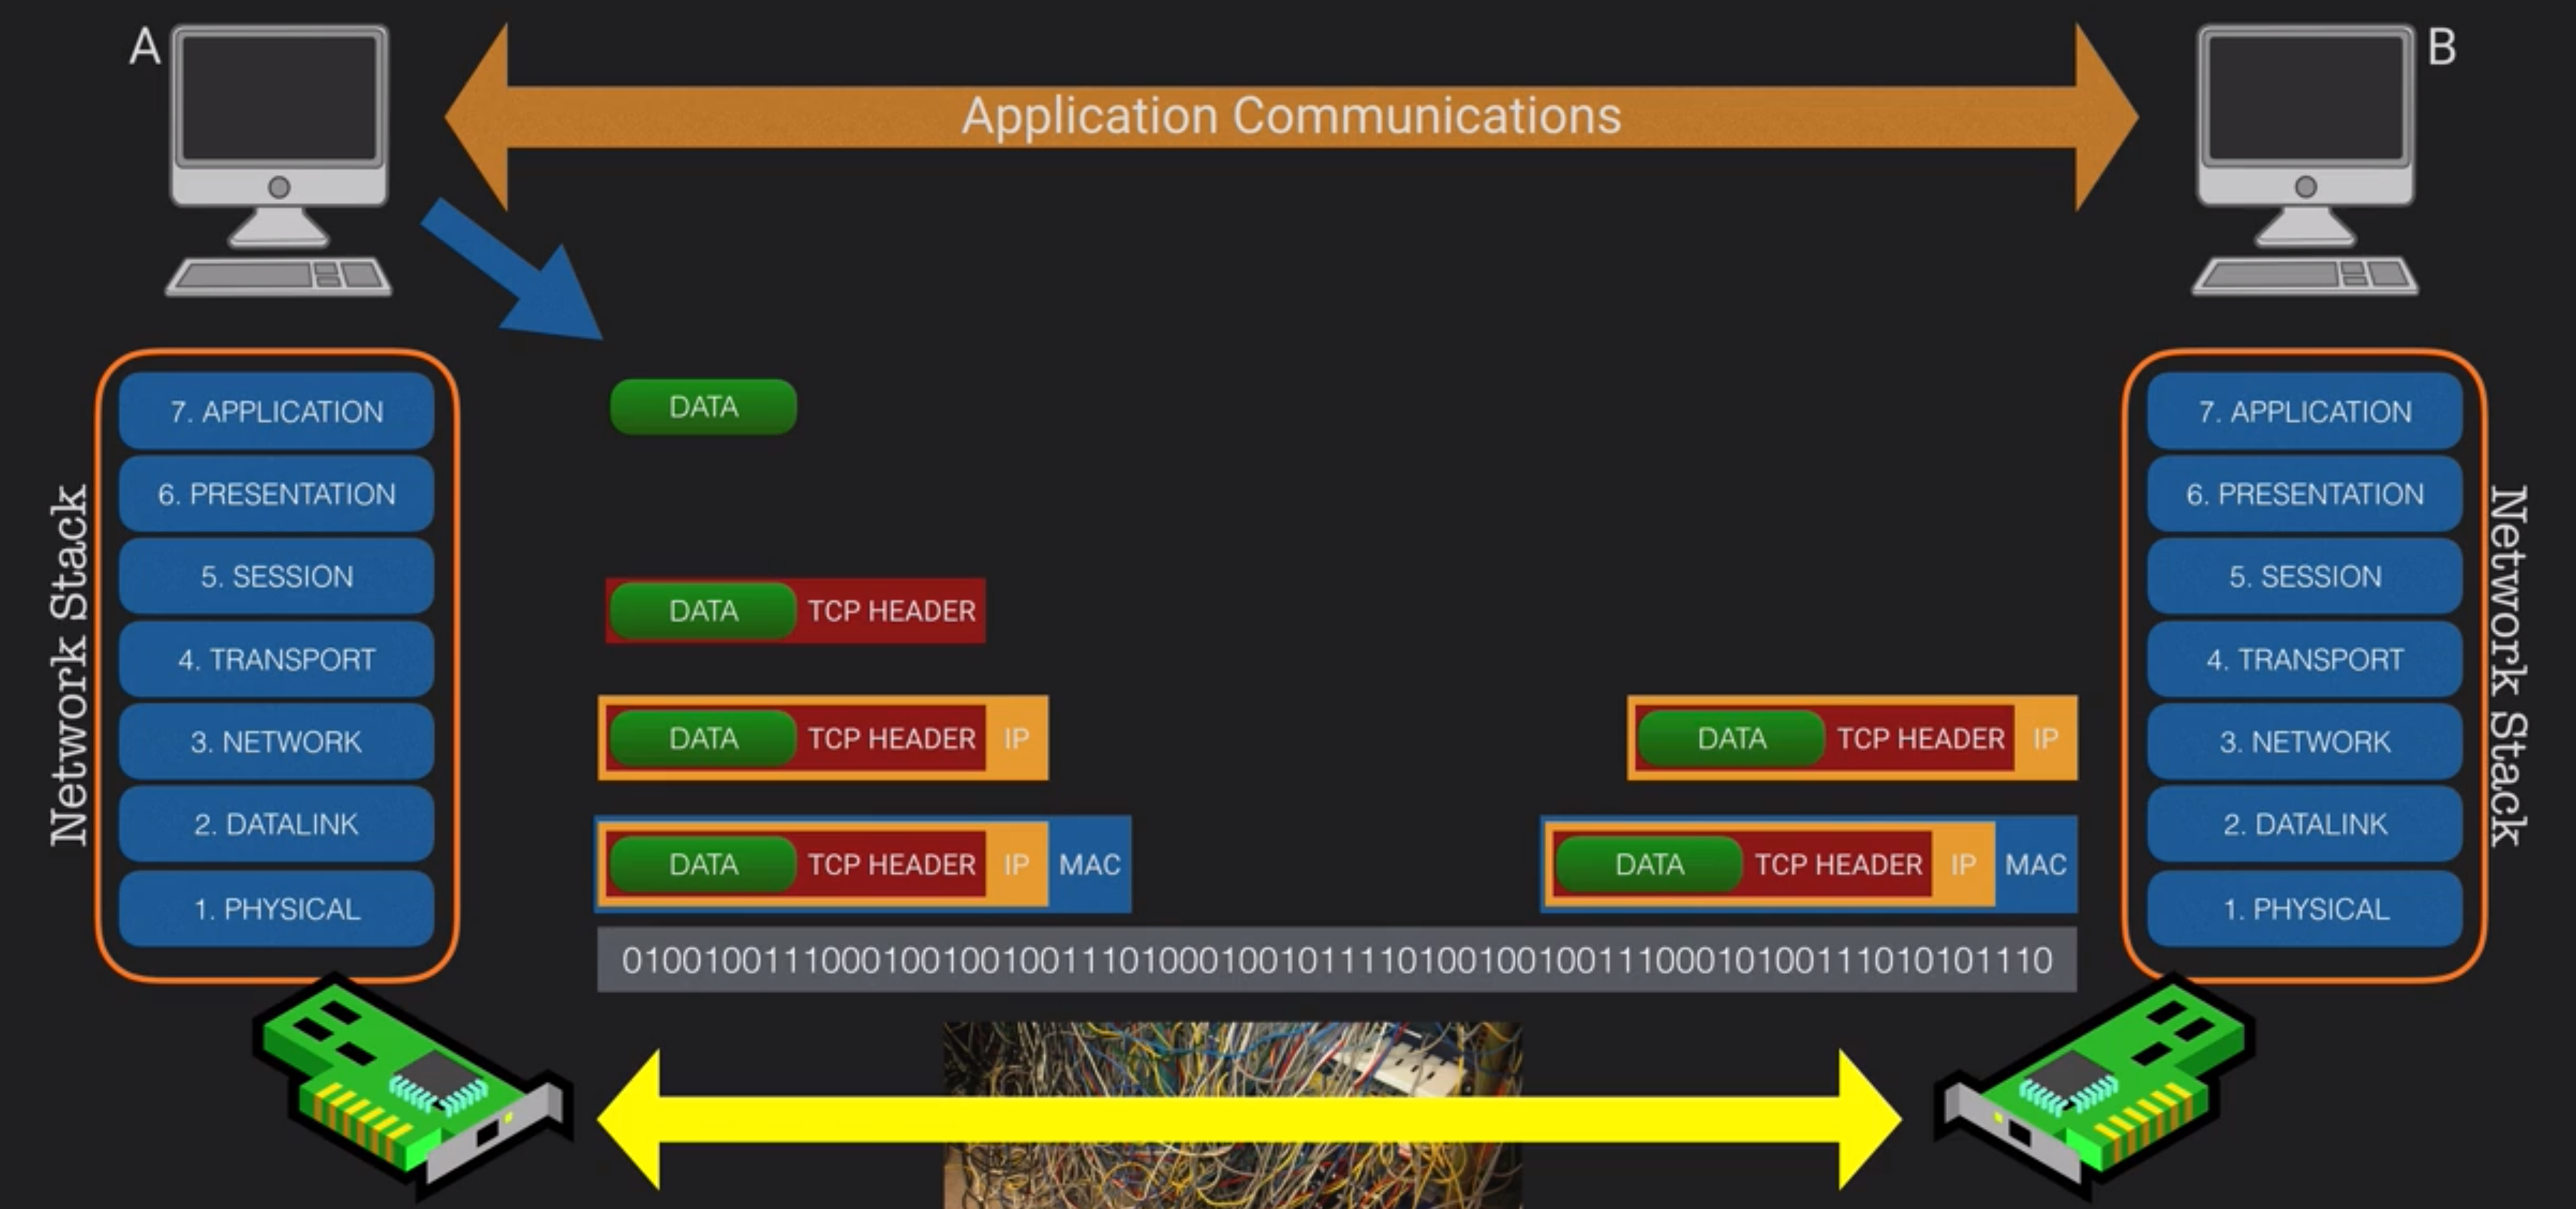 A
Application Communications
B
Network Stack
7. APPLICATION
6. PRESENTATION
5. SESSION
4. TRANSPORT
3. NETWORK
2. DATALINK
1. PHYSICAL
DATA
DATA TCP HEADER
DATA TCP HEADER IP
DATA TCP HEADER IP MAC
DATA TCP HEADER IP
DATA TCP HEADER IP MAC
010010011100010010010011101000100101111010010010011100010100111010101110
7. APPLICATION
6. PRESENTATION
5. SESSION
4. TRANSPORT
3. NETWORK
2. DATALINK
1. PHYSICAL
Network Stack